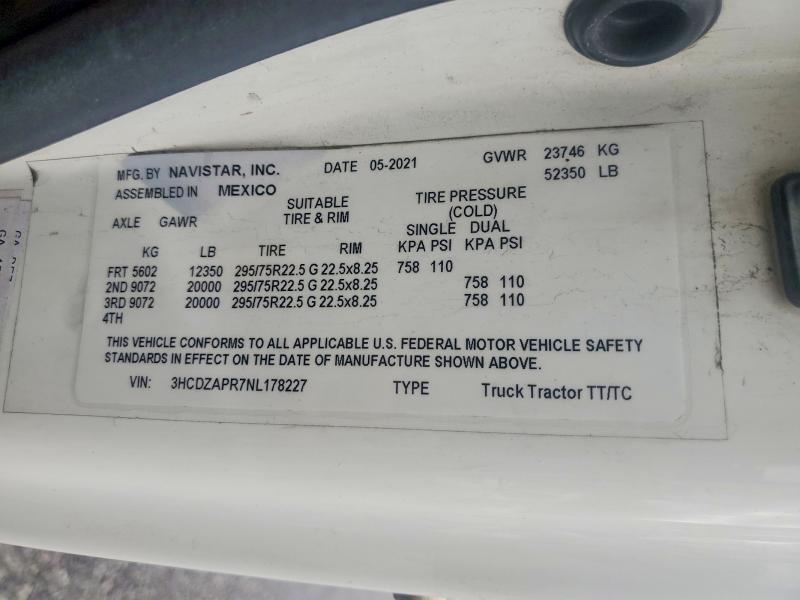 MFG. BY NAVISTAR, INC. DATE 05-2021 GVWR 23746 KG
ASSEMBLED IN MEXICO 52350 LB
SUITABLE TIRE PRESSURE
AXLE GAWR TIRE & RIM (COLD)
SINGLE DUAL
KG LB TIRE RIM KPA PSI KPA PSI
FRT 5602 12350 295/75R22.5 G 22.5x8.25 758 110
2ND 9072 20000 295/75R22.5 G 22.5x8.25 758 110
3RD 9072 20000 295/75R22.5 G 22.5x8.25 758 110
4TH
THIS VEHICLE CONFORMS TO ALL APPLICABLE U.S. FEDERAL MOTOR VEHICLE SAFETY
STANDARDS IN EFFECT ON THE DATE OF MANUFACTURE SHOWN ABOVE.
VIN: 3HCDZAPR7NL178227 TYPE Truck Tractor TT/TC